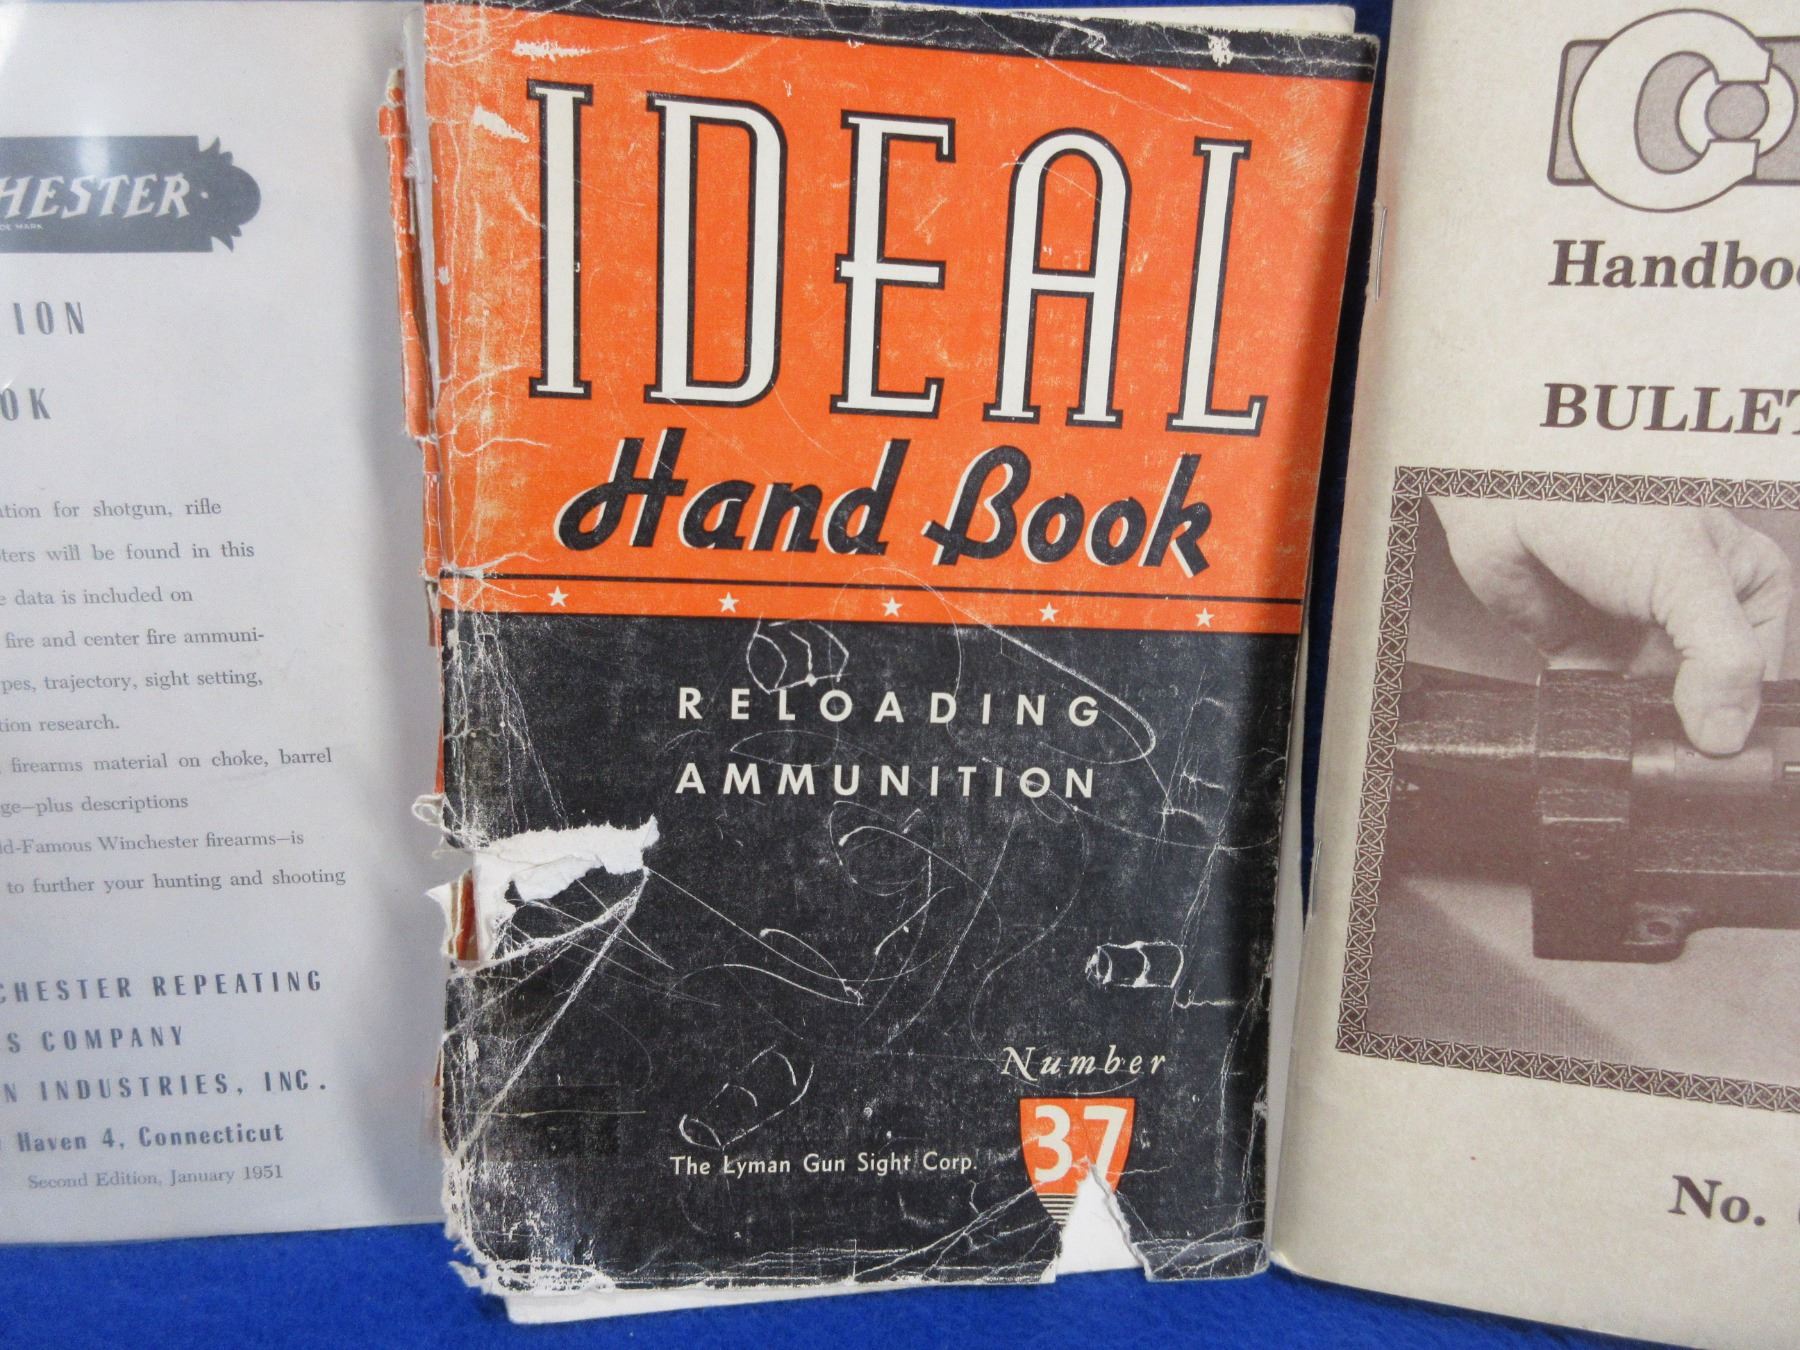 HESTER
DE MARK
ION
OK
ation for shotgun, rifle
ters will be found in this
e data is included on
fire and center fire ammuni-
pes, trajectory, sight setting,
tion research.
firearms material on choke, barrel
ge—plus descriptions
ld-Famous Winchester firearms—is
to further your hunting and shooting
CHESTER REPEATING
S COMPANY
N INDUSTRIES, INC.
Haven 4, Connecticut
Second Edition, January 1951
IDEAL
Hand Book
RELOADING
AMMUNITION
Number
37
The Lyman Gun Sight Corp.
C
Handboo
BULLET
No.